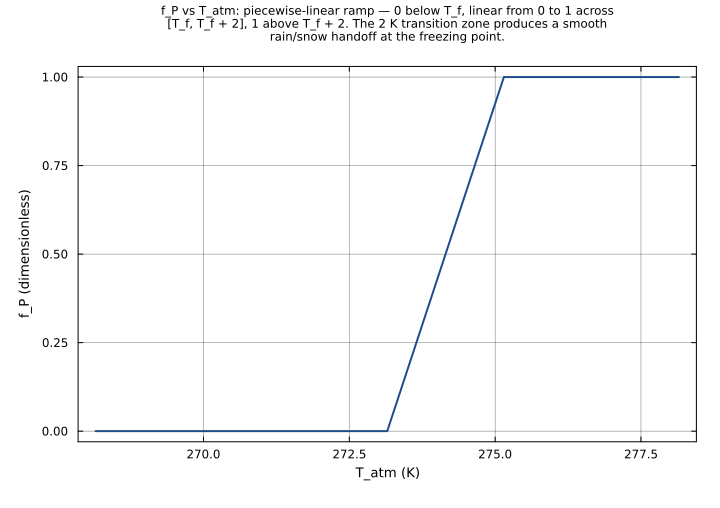 f_P vs T_atm: piecewise-linear ramp — 0 below T_f, linear from 0 to 1 across
[T_f, T_f + 2], 1 above T_f + 2. The 2 K transition zone produces a smooth
rain/snow handoff at the freezing point.
f_P (dimensionless)
1.00
0.75
0.50
0.25
0.00
270.0
272.5
275.0
277.5
T_atm (K)